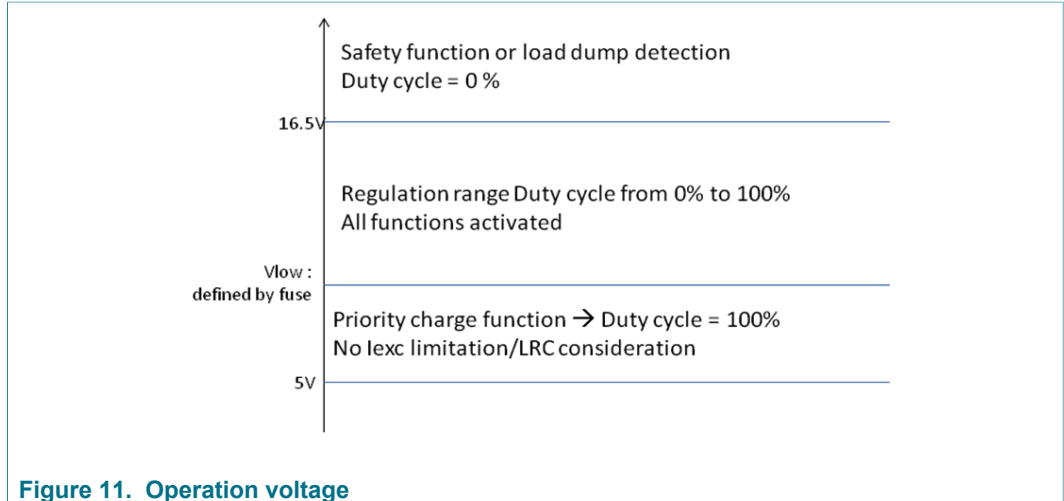 Safety function or load dump detection
Duty cycle = 0 %
16.5V
Regulation range Duty cycle from 0% to 100%
All functions activated
Vlow :
defined by fuse
Priority charge function → Duty cycle = 100%
No Iexc limitation/LRC consideration
5V
Figure 11. Operation voltage